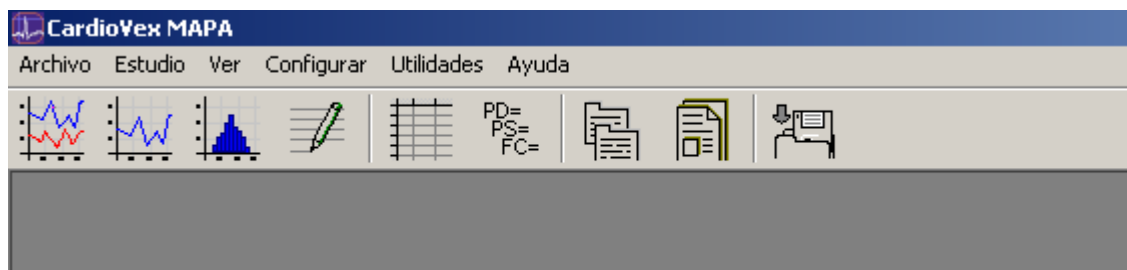 CardioVex MAPA
Archivo Estudio Ver Configurar Utilidades Ayuda
PD=
PS=
FC=